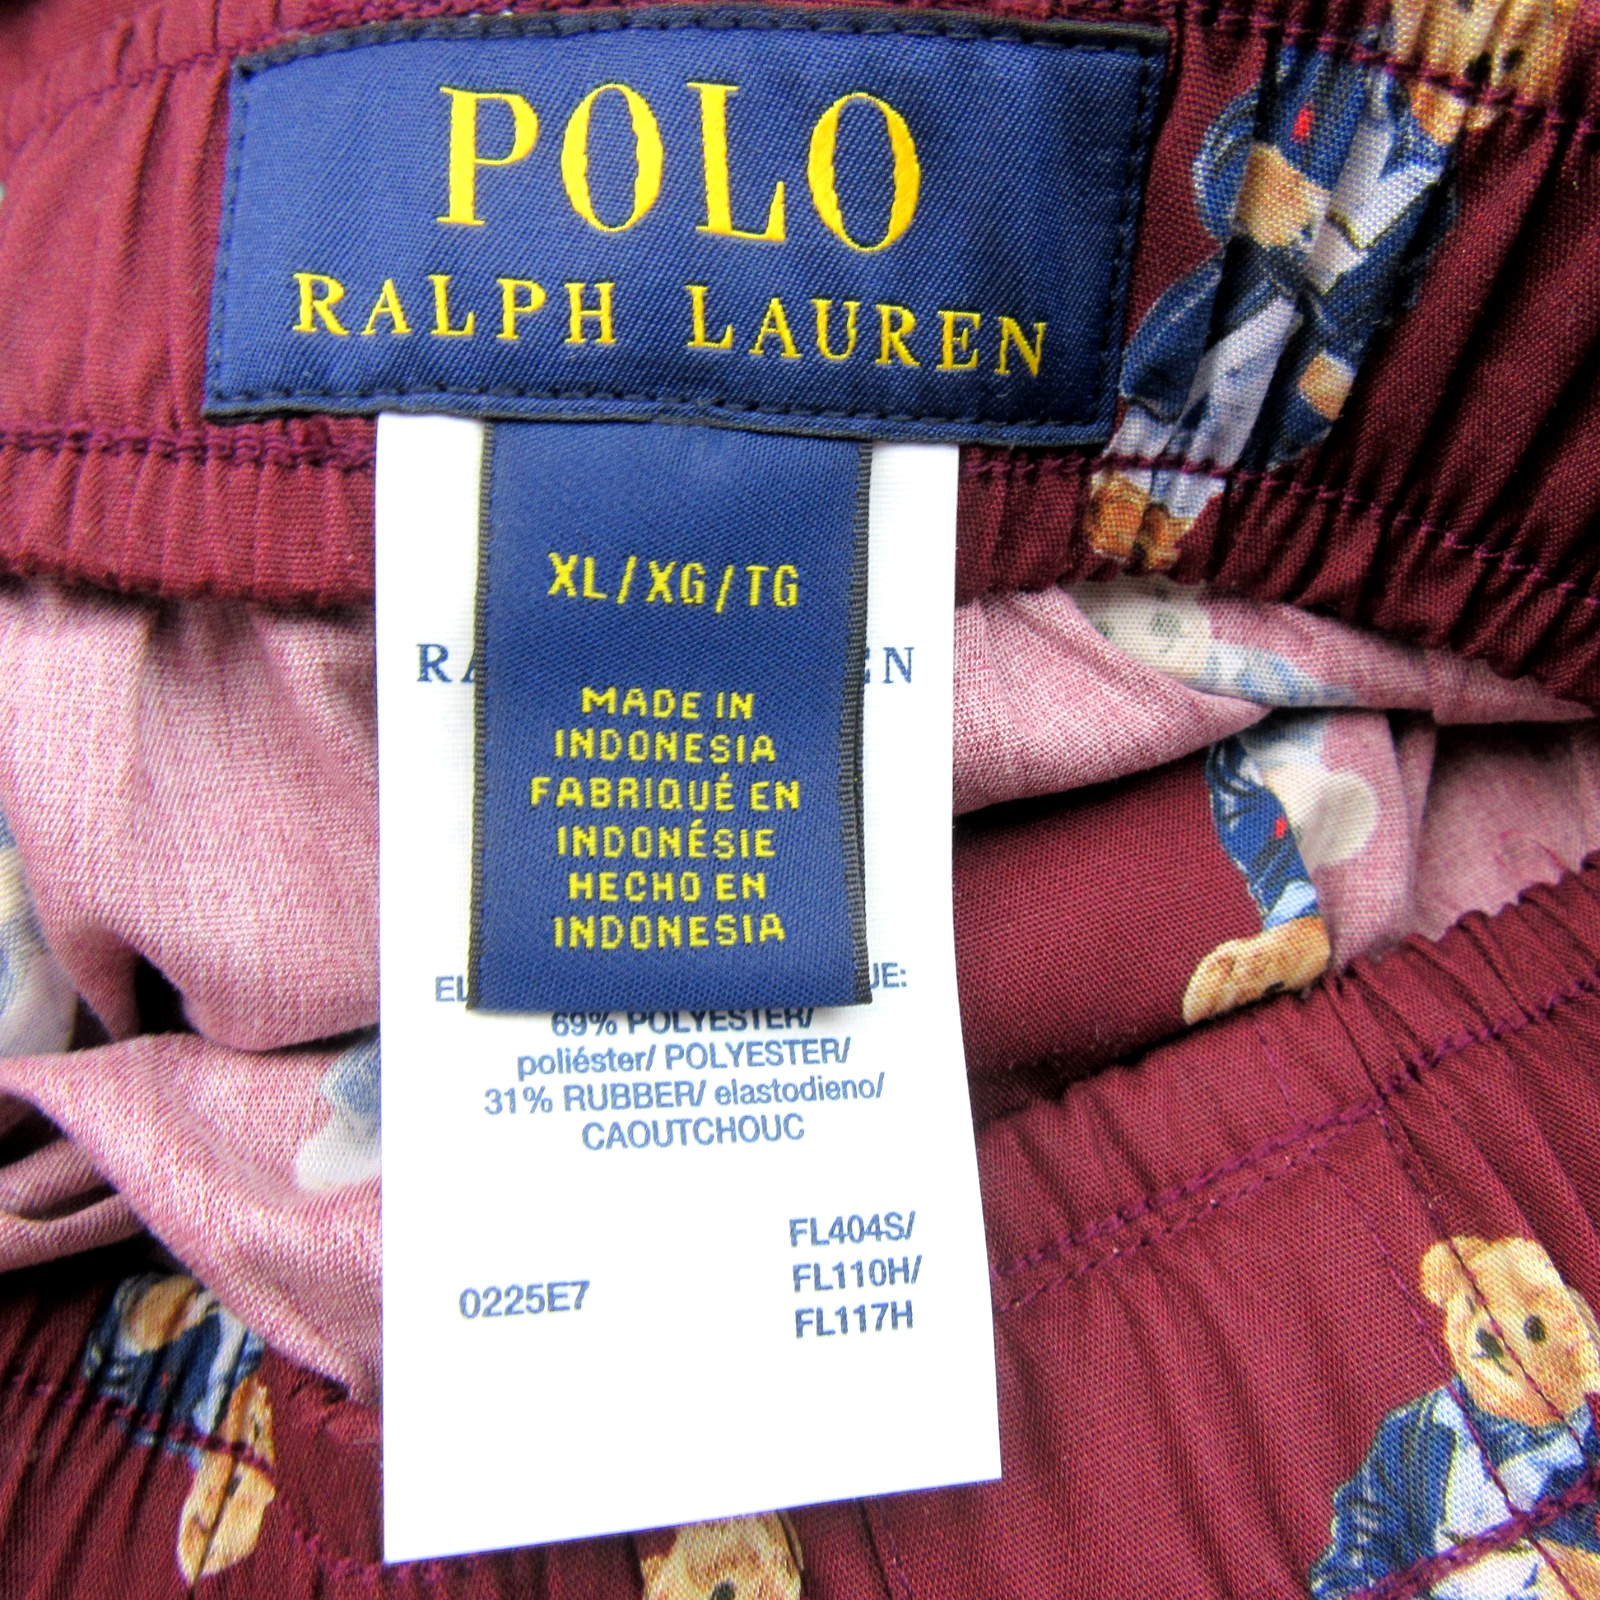 POLO
RALPH LAUREN
XL/XG/TG
MADE IN
INDONESIA
FABRIQUÉ EN
INDONÉSIE
HECHO EN
INDONESIA
69% POLYESTER/
poliéster/ POLYESTER/
31% RUBBER/ elastodieno/
CAOUTCHOUC
0225E7
FL404S/
FL110H/
FL117H